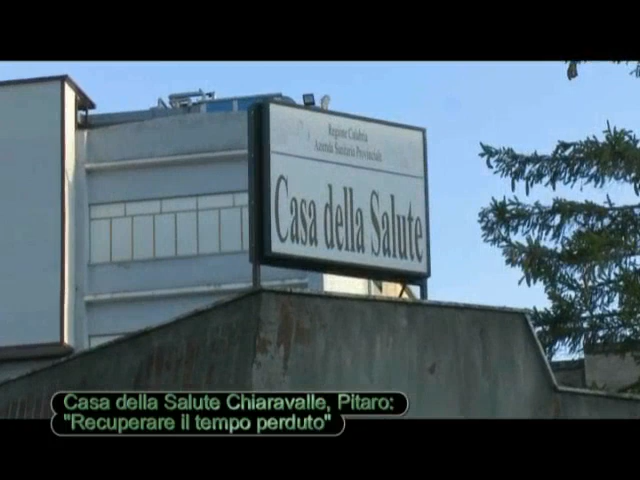 Regione Calabria
Azienda Sanitaria Provinciale
Casa della Salute
Casa della Salute Chiaravalle, Pitaro:
"Recuperare il tempo perduto"